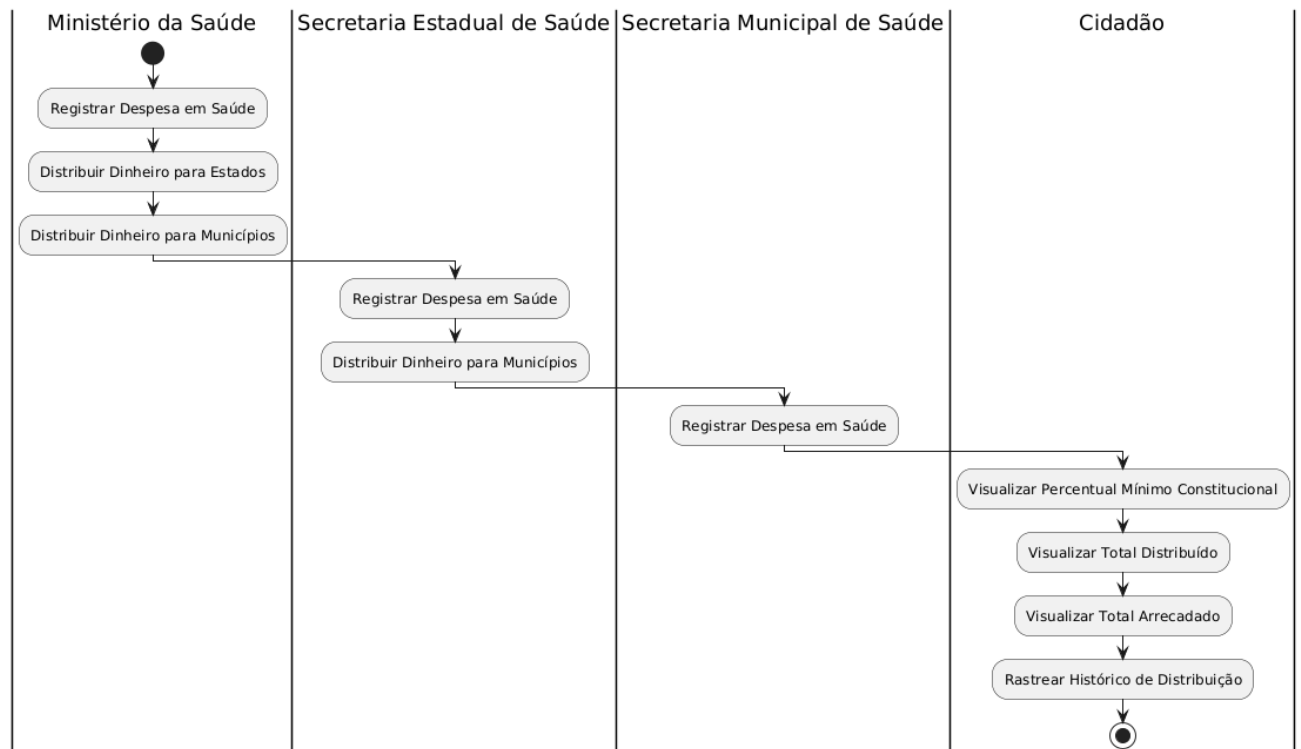 Ministério da Saúde
Secretaria Estadual de Saúde
Secretaria Municipal de Saúde
Cidadão
Registrar Despesa em Saúde
Distribuir Dinheiro para Estados
Distribuir Dinheiro para Municípios
Registrar Despesa em Saúde
Distribuir Dinheiro para Municípios
Registrar Despesa em Saúde
Visualizar Percentual Mínimo Constitucional
Visualizar Total Distribuído
Visualizar Total Arrecadado
Rastrear Histórico de Distribuição